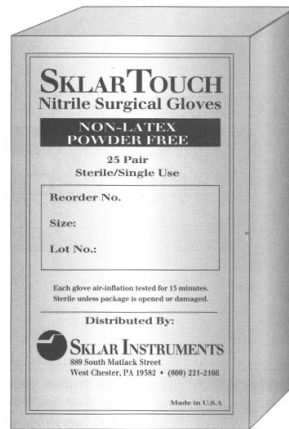 SKLARTOUCH
Nitrile Surgical Gloves
NON-LATEX
POWDER FREE
25 Pair
Sterile/Single Use
Reorder No.
Size:
Lot No.:
Each glove air-inflation tested for 15 minutes.
Sterile unless package is opened or damaged.
Distributed By:
SKLAR INSTRUMENTS
889 South Matlack Street
West Chester, PA 19382 • (800) 221-2166
Made in U.S.A